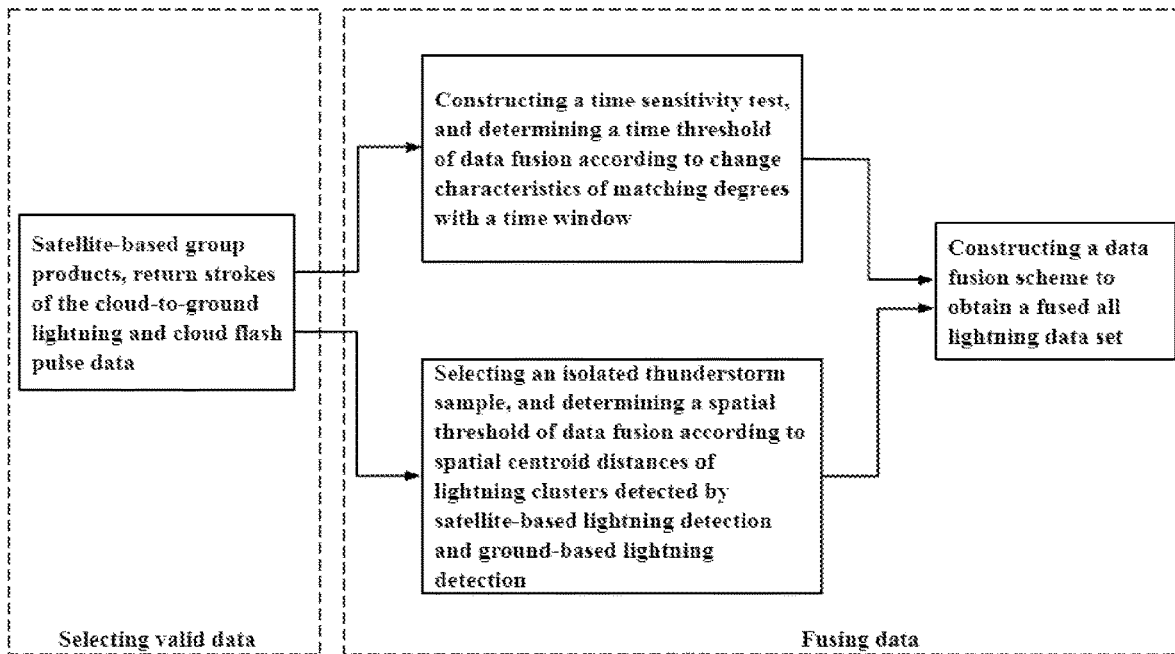 Satellite-based group
products, return strokes
of the cloud-to-ground
lightning and cloud flash
pulse data
Selecting valid data
Constructing a time sensitivity test,
and determining a time threshold
of data fusion according to change
characteristics of matching degrees
with a time window
Selecting an isolated thunderstorm
sample, and determining a spatial
threshold of data fusion according to
spatial centroid distances of
lightning clusters detected by
satellite-based lightning detection
and ground-based lightning
detection
Constructing a data
fusion scheme to
obtain a fused all
lightning data set
Fusing data